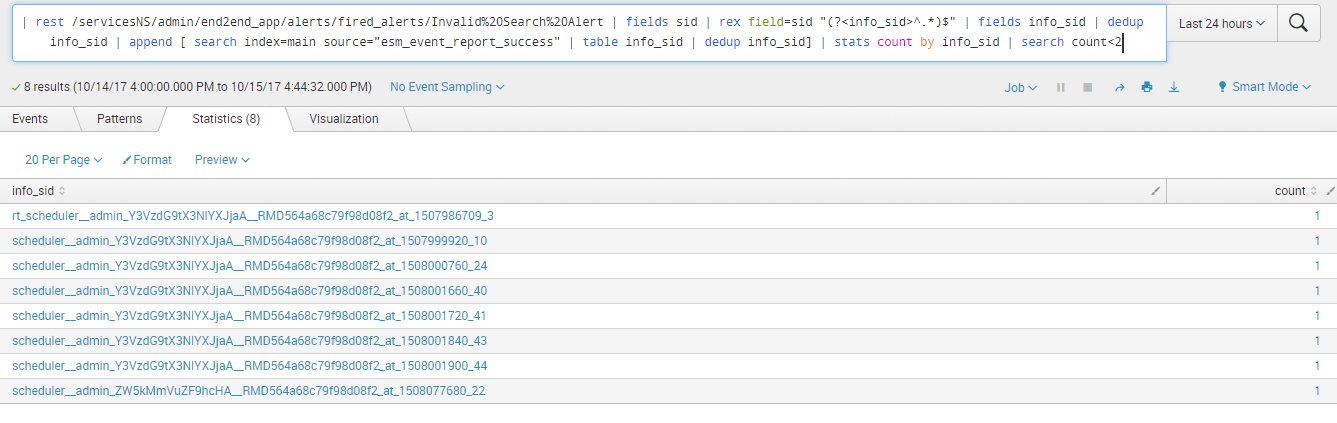 | rest /servicesNS/admin/end2end_app/alerts/fired_alerts/Invalid%20Search%20Alert | fields sid | rex field=sid "(?<info_sid>^.*)$" | fields info_sid | dedup
info_sid | append [ search index=main source="esm_event_report_success" | table info_sid | dedup info_sid] | stats count by info_sid | search count<2
Last 24 hours
8 results (10/14/17 4:00:00.000 PM to 10/15/17 4:44:32.000 PM) No Event Sampling Job Smart Mode
Events Patterns Statistics (8) Visualization
20 Per Page Format Preview
info_sid count
rt_scheduler__admin_Y3VzdG9tX3NlYXJjaA__RMD564a68c79f98d08f2_at_1507986709_3 1
scheduler__admin_Y3VzdG9tX3NlYXJjaA__RMD564a68c79f98d08f2_at_1507999920_10 1
scheduler__admin_Y3VzdG9tX3NlYXJjaA__RMD564a68c79f98d08f2_at_1508000760_24 1
scheduler__admin_Y3VzdG9tX3NlYXJjaA__RMD564a68c79f98d08f2_at_1508001660_40 1
scheduler__admin_Y3VzdG9tX3NlYXJjaA__RMD564a68c79f98d08f2_at_1508001720_41 1
scheduler__admin_Y3VzdG9tX3NlYXJjaA__RMD564a68c79f98d08f2_at_1508001840_43 1
scheduler__admin_Y3VzdG9tX3NlYXJjaA__RMD564a68c79f98d08f2_at_1508001900_44 1
scheduler__admin_ZW5kMmVuZF9hcHA__RMD564a68c79f98d08f2_at_1508077680_22 1